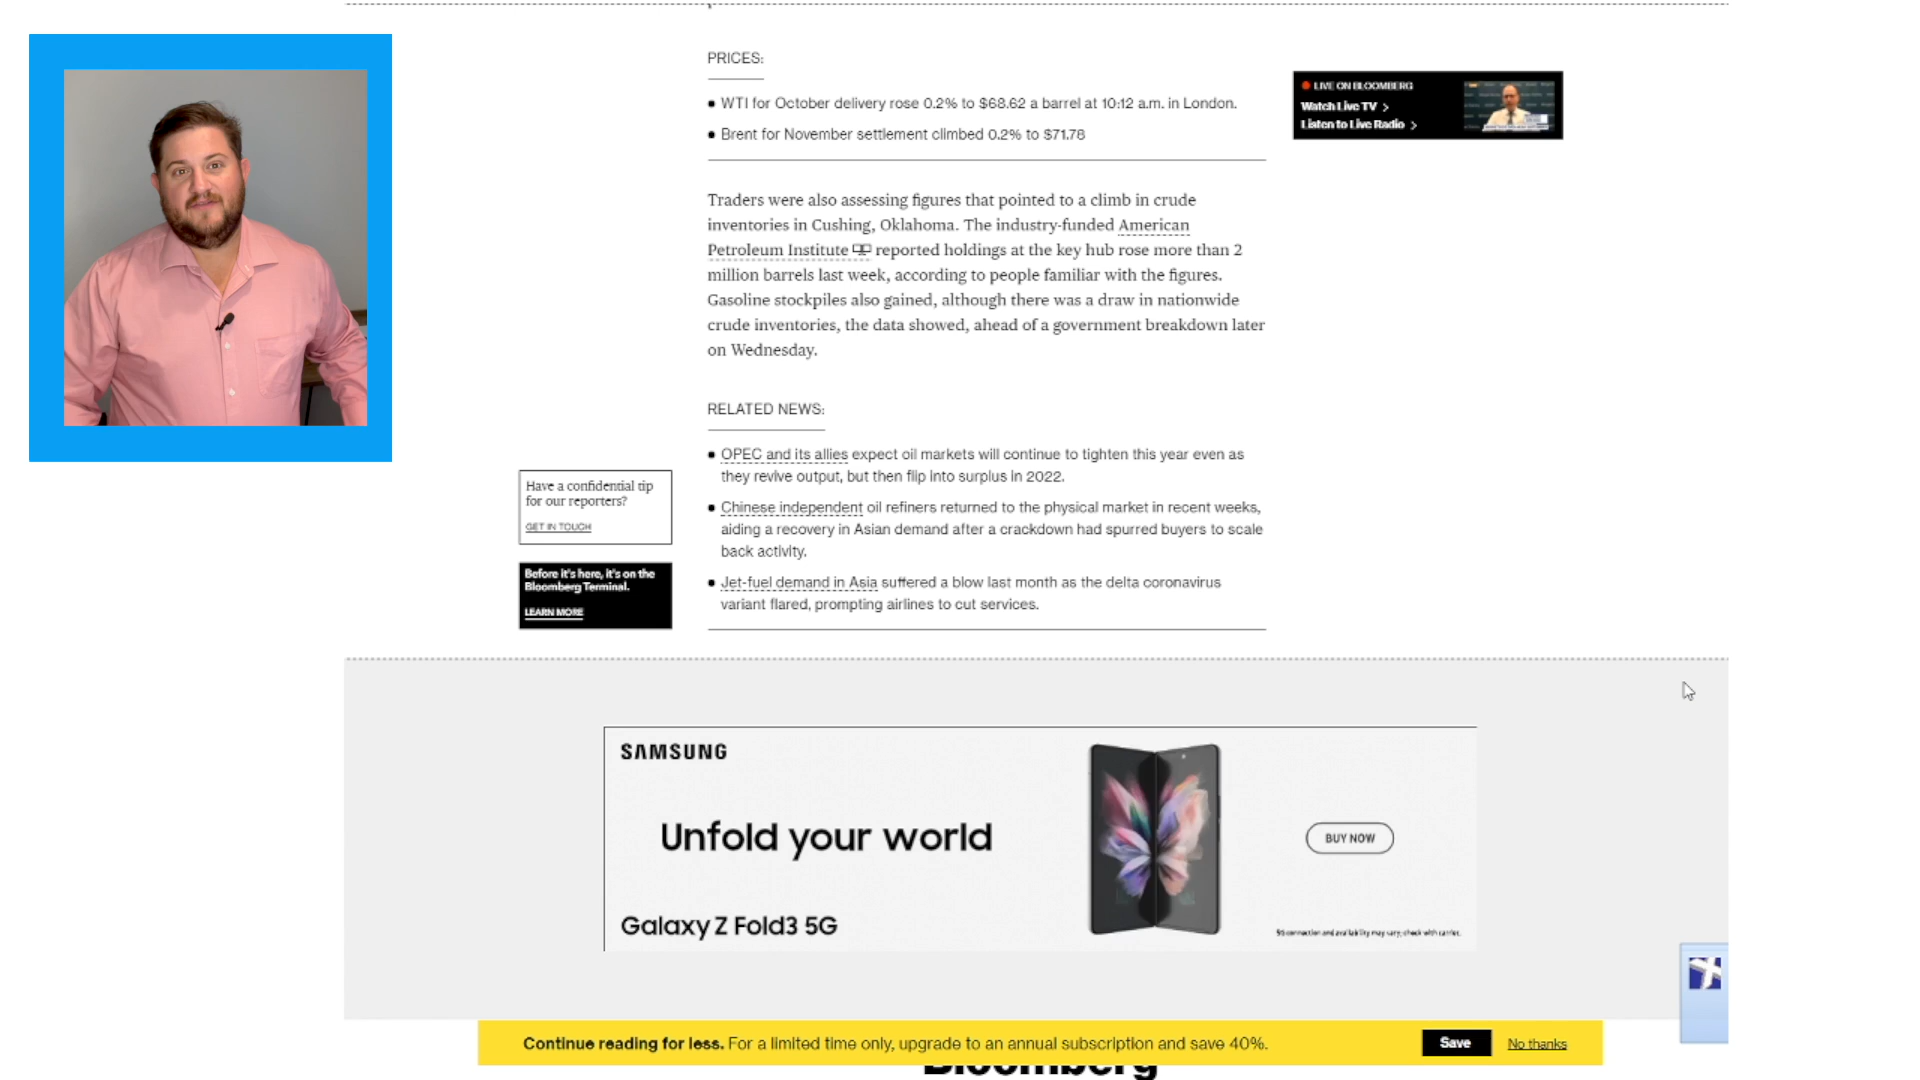 PRICES:
WTI for October delivery rose 0.2% to $68.62 a barrel at 10:12 a.m. in London.
Brent for November settlement climbed 0.2% to $71.78
LIVE ON BLOOMBERG
Watch Live TV >
Listen to Live Radio >
Traders were also assessing figures that pointed to a climb in crude
inventories in Cushing, Oklahoma. The industry-funded American
Petroleum Institute reported holdings at the key hub rose more than 2
million barrels last week, according to people familiar with the figures.
Gasoline stockpiles also gained, although there was a draw in nationwide
crude inventories, the data showed, ahead of a government breakdown later
on Wednesday.
RELATED NEWS:
OPEC and its allies expect oil markets will continue to tighten this year even as
they revive output, but then flip into surplus in 2022.
Chinese independent oil refiners returned to the physical market in recent weeks,
aiding a recovery in Asian demand after a crackdown had spurred buyers to scale
back activity.
Jet-fuel demand in Asia suffered a blow last month as the delta coronavirus
variant flared, prompting airlines to cut services.
Have a confidential tip
for our reporters?
GET IN TOUCH
Before it's here, it's on the
Bloomberg Terminal.
LEARN MORE
SAMSUNG
Unfold your world
BUY NOW
Galaxy Z Fold3 5G
5G connection and availability may vary; check with carrier.
Continue reading for less. For a limited time only, upgrade to an annual subscription and save 40%.
Save
No thanks
Bloomberg